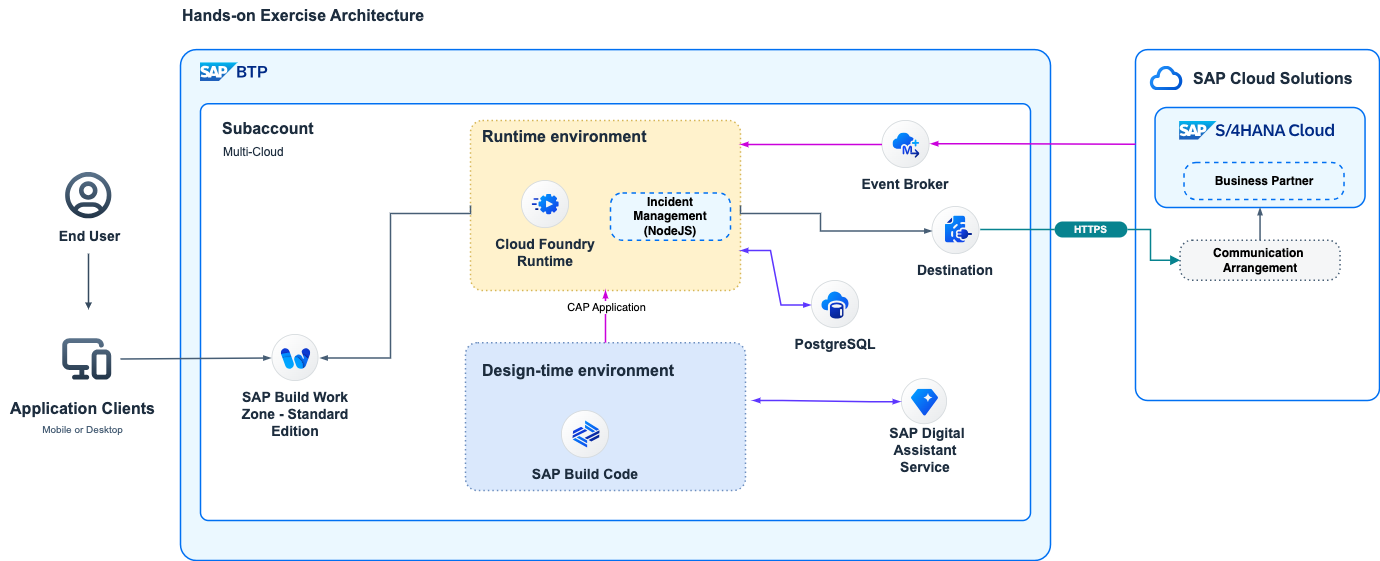 Hands-on Exercise Architecture
SAP BTP
Subaccount
Multi-Cloud
End User
Application Clients
Mobile or Desktop
SAP Build Work
Zone - Standard
Edition
Runtime environment
Cloud Foundry
Runtime
Incident
Management
(NodeJS)
CAP Application
Design-time environment
SAP Build Code
M
Event Broker
Destination
PostgreSQL
SAP Digital
Assistant
Service
HTTPS
SAP Cloud Solutions
SAP S/4HANA Cloud
Business Partner
Communication
Arrangement